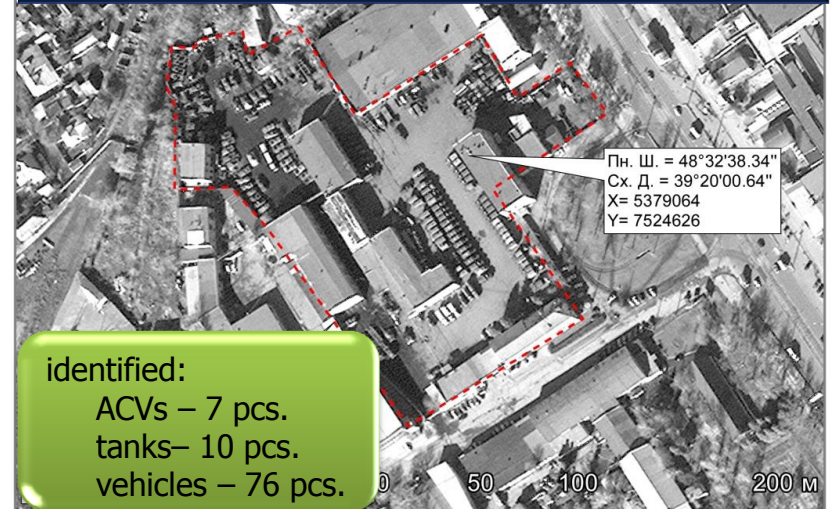 Пн. Ш. = 48°32'38.34"
Сх. Д. = 39°20'00.64"
X= 5379064
Y= 7524626
identified:
ACVs – 7 pcs.
tanks– 10 pcs.
vehicles – 76 pcs.
50 100 200 м